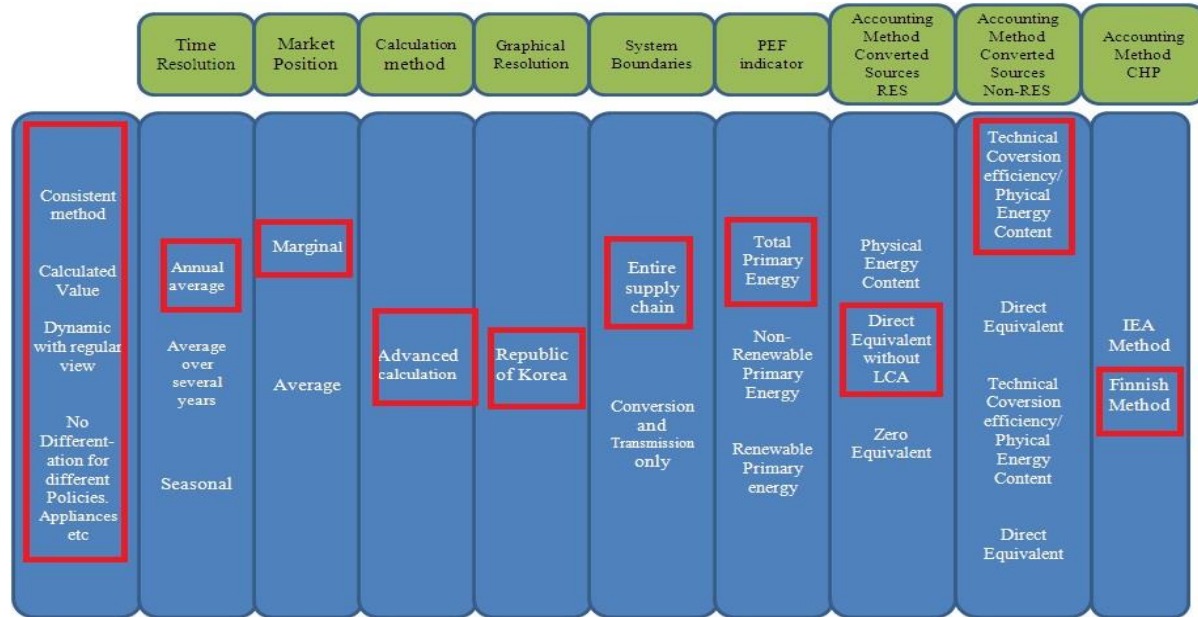 Time
Resolution
Market
Position
Calculation
method
Graphical
Resolution
System
Boundaries
PEF
indicator
Accounting
Method
Converted
Sources
RES
Accounting
Method
Converted
Sources
Non-RES
Accounting
Method
CHP
Consistent
method
Calculated
Value
Dynamic
with regular
view
No
Different-
ation for
different
Policies.
Appliances
etc
Annual
average
Average
over
several
years
Seasonal
Marginal
Average
Advanced
calculation
Republic
of Korea
Entire
supply
chain
Conversion
and
Transmission
only
Total
Primary
Energy
Non-
Renewable
Primary
Energy
Renewable
Primary
energy
Physical
Energy
Content
Direct
Equivalent
without
LCA
Zero
Equivalent
Technical
Coversion
efficiency/
Phyical
Energy
Content
Direct
Equivalent
Technical
Coversion
efficiency/
Phyical
Energy
Content
Direct
Equivalent
IEA
Method
Finnish
Method